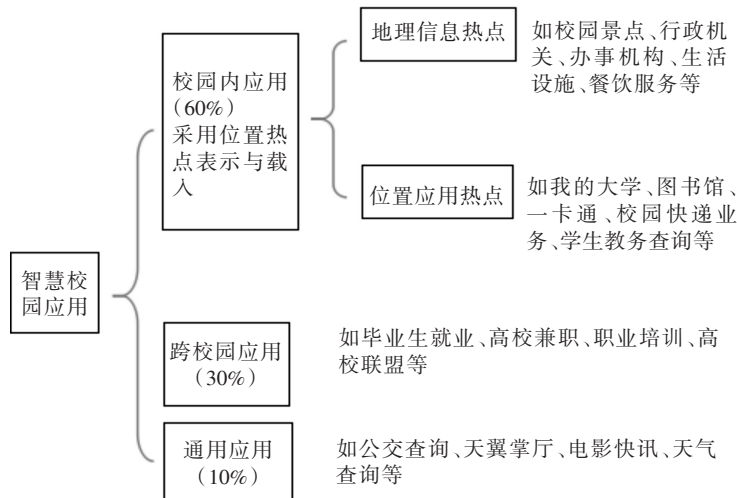 智慧校
园应用
校园内应用
(60%)
采用位置热
点表示与载
入
地理信息热点
如校园景点、行政机
关、办事机构、生活
设施、餐饮服务等
位置应用热点
如我的大学、图书馆、
一卡通、校园快递业
务、学生教务查询等
跨校园应用
(30%)
如毕业生就业、高校兼职、职业培训、高
校联盟等
通用应用
(10%)
如公交查询、天翼掌厅、电影快讯、天气
查询等